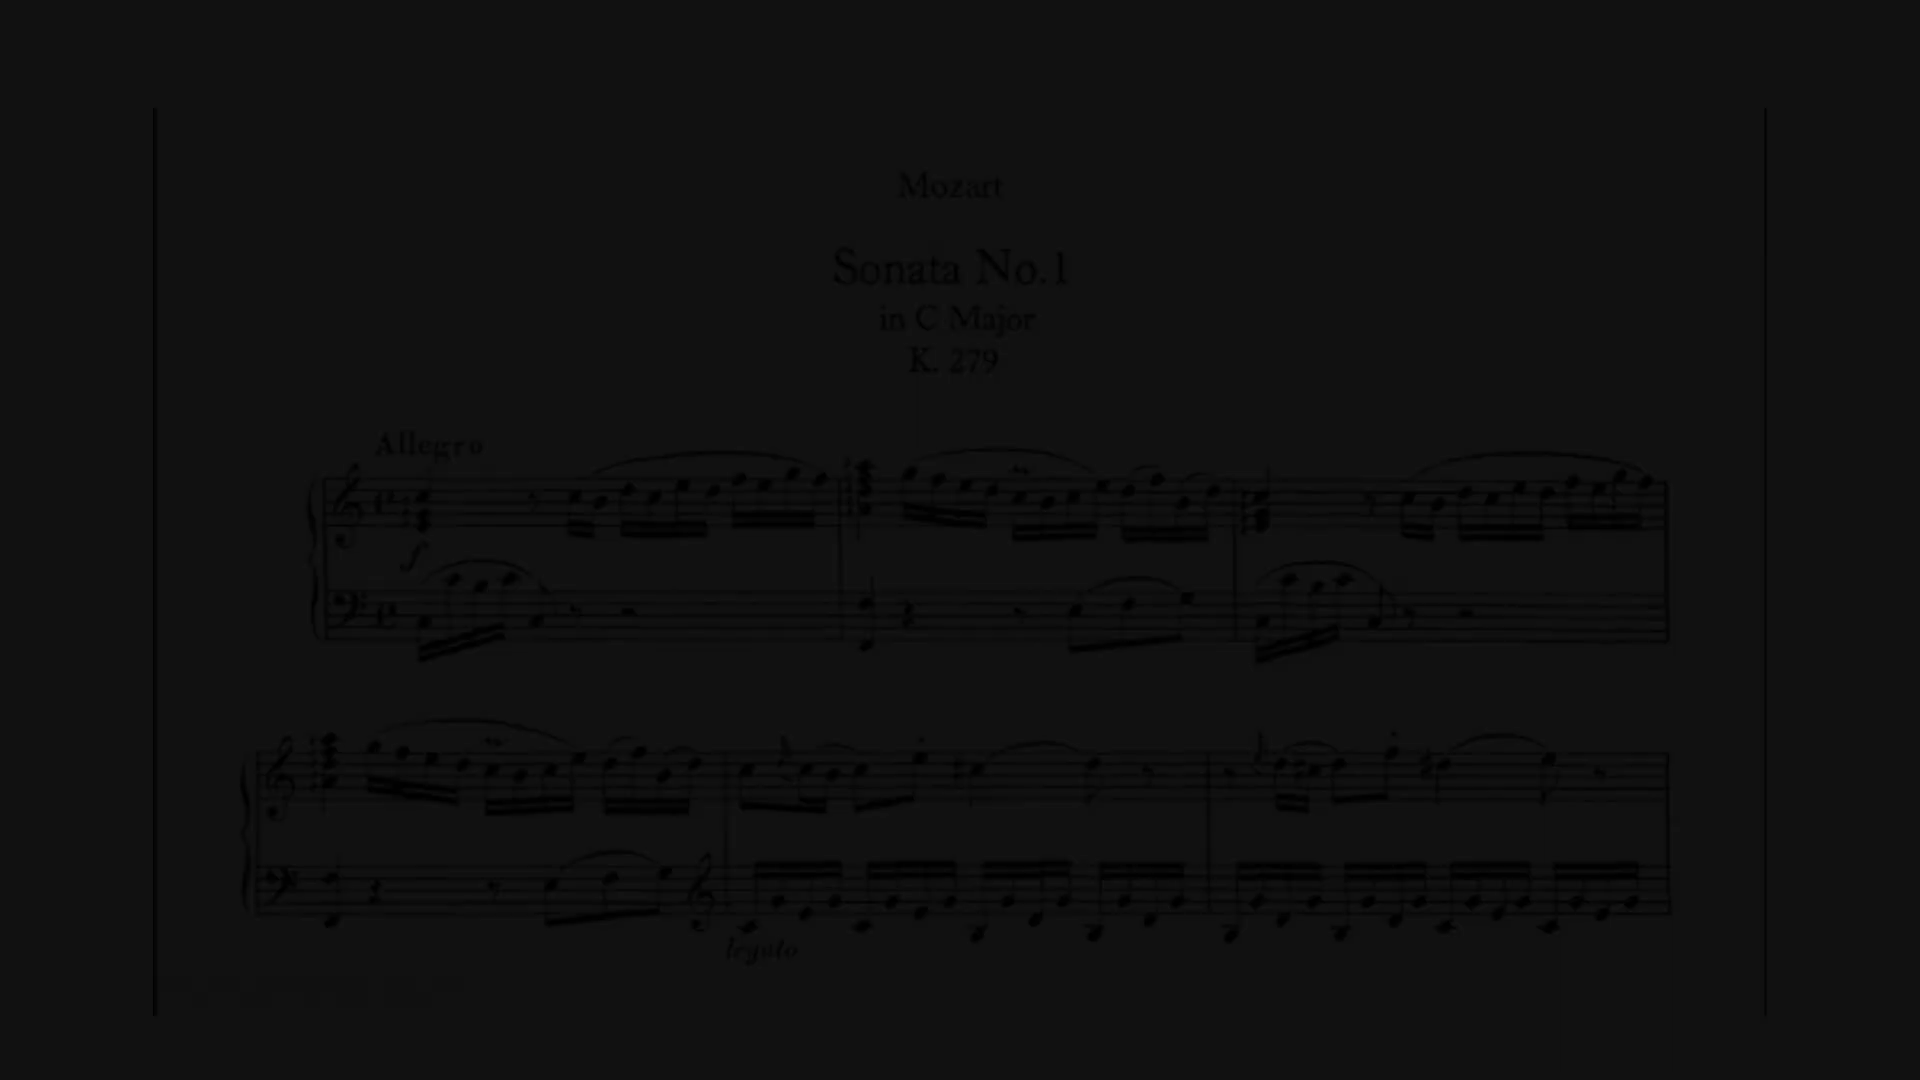 Mozart
Sonata No.1
in C Major
K. 279
Allegro
f
legato